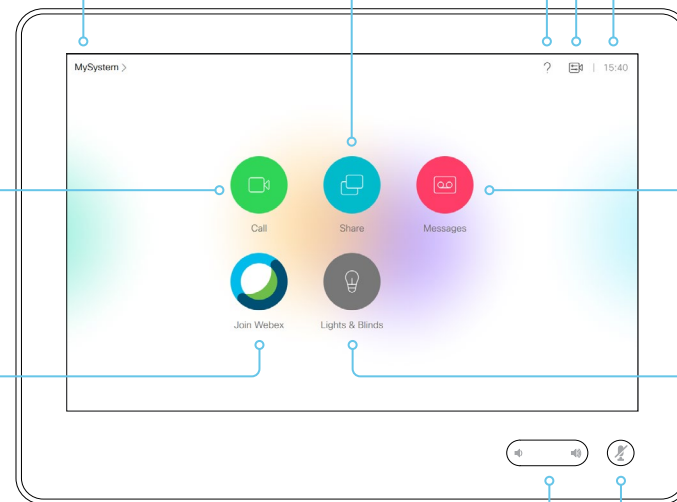 MySystem >
? | 15:40
Call
Share
Messages
Join Webex
Lights & Blinds